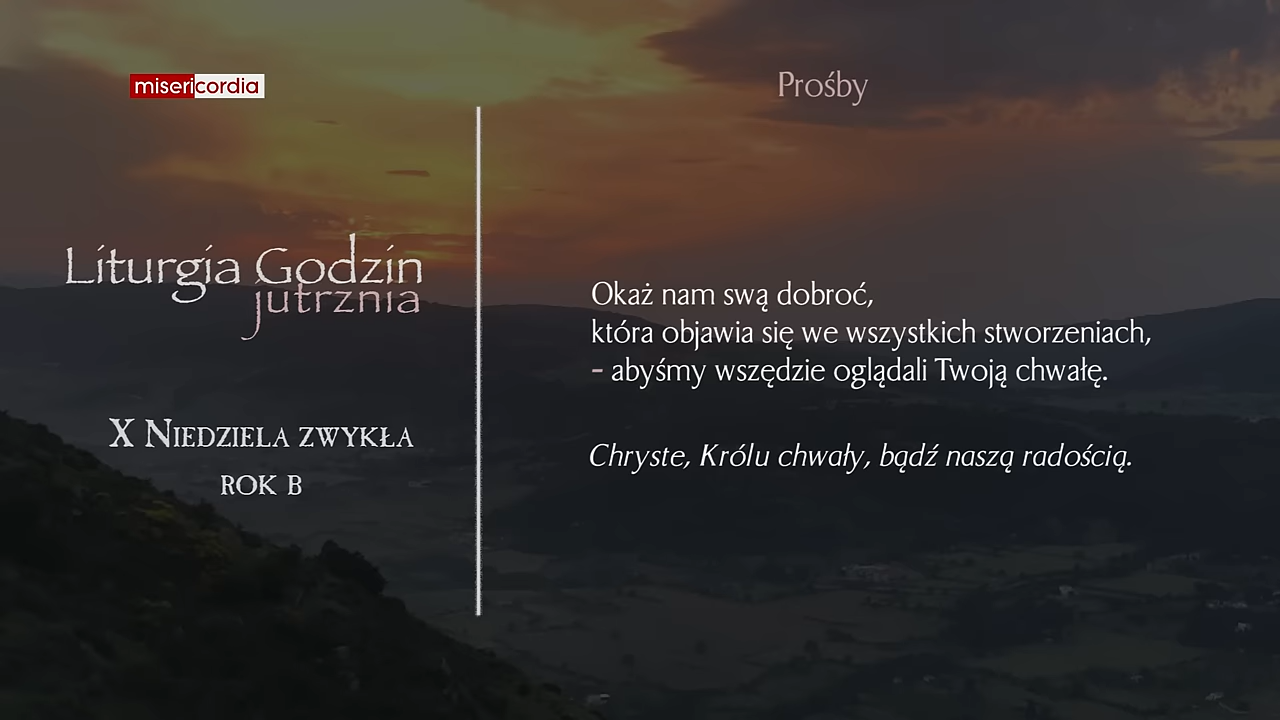 misericordia
Liturgia Godzin
jutrznia
X Niedziela zwykła
rok B
Prośby
Okaż nam swą dobroć,
która objawia się we wszystkich stworzeniach,
- abyśmy wszędzie oglądali Twoją chwałę.
Chryste, Królu chwały, bądź naszą radością.